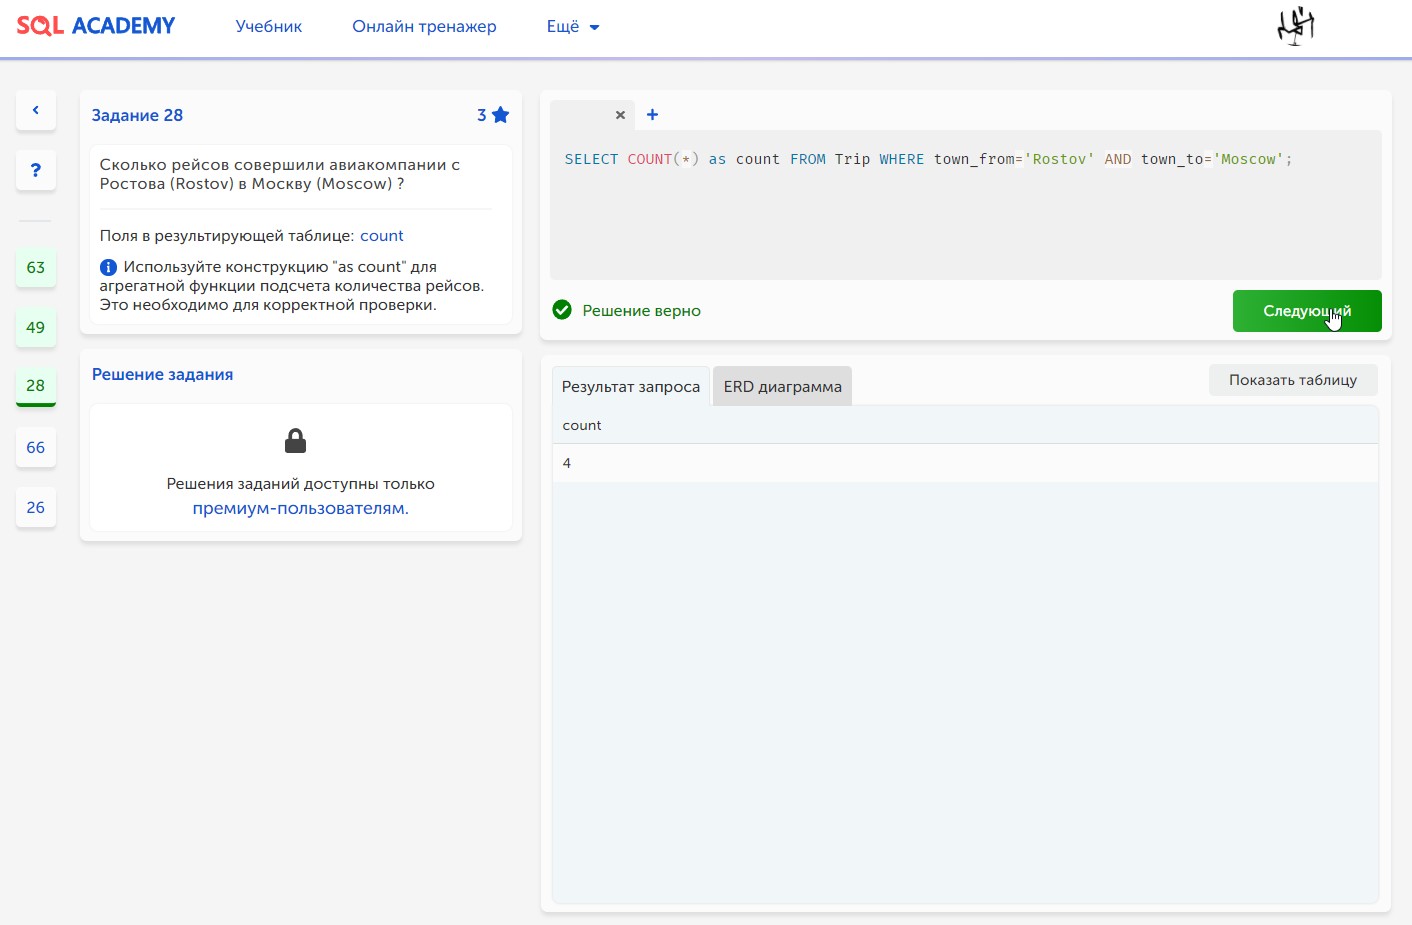 SQL ACADEMY
Учебник
Онлайн тренажер
Ещё
Задание 28
3
Сколько рейсов совершили авиакомпании с
Ростова (Rostov) в Москву (Moscow) ?
Поля в результирующей таблице: count
Используйте конструкцию "as count" для
агрегатной функции подсчета количества рейсов.
Это необходимо для корректной проверки.
?
63
49
28
66
26
Решение задания
Решения заданий доступны только
премиум-пользователям.
× +
SELECT COUNT(*) as count FROM Trip WHERE town_from='Rostov' AND town_to='Moscow';
Решение верно
Следующий
Результат запроса
ERD диаграмма
Показать таблицу
count
4